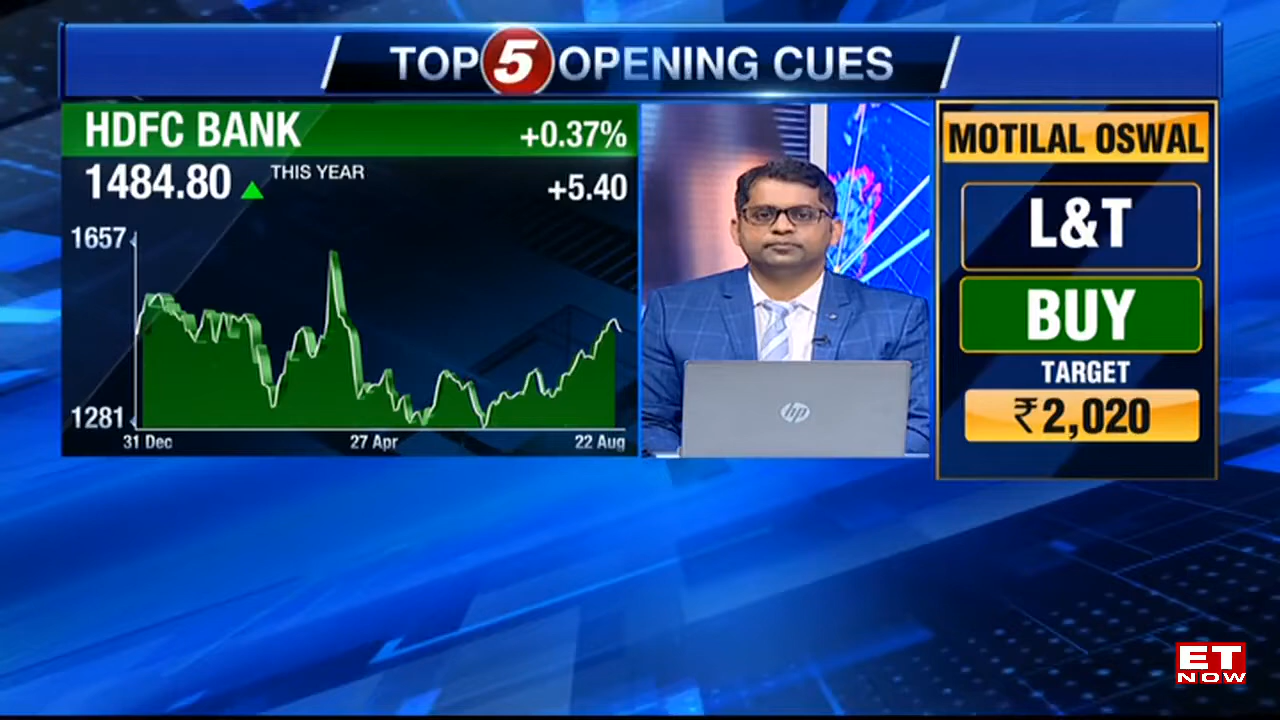 TOP 5 OPENING CUES
HDFC BANK +0.37%
1484.80 THIS YEAR +5.40
1657
1281
31 Dec 27 Apr 22 Aug
hp
MOTILAL OSWAL
L&T
BUY
TARGET
₹2,020
ET
NOW